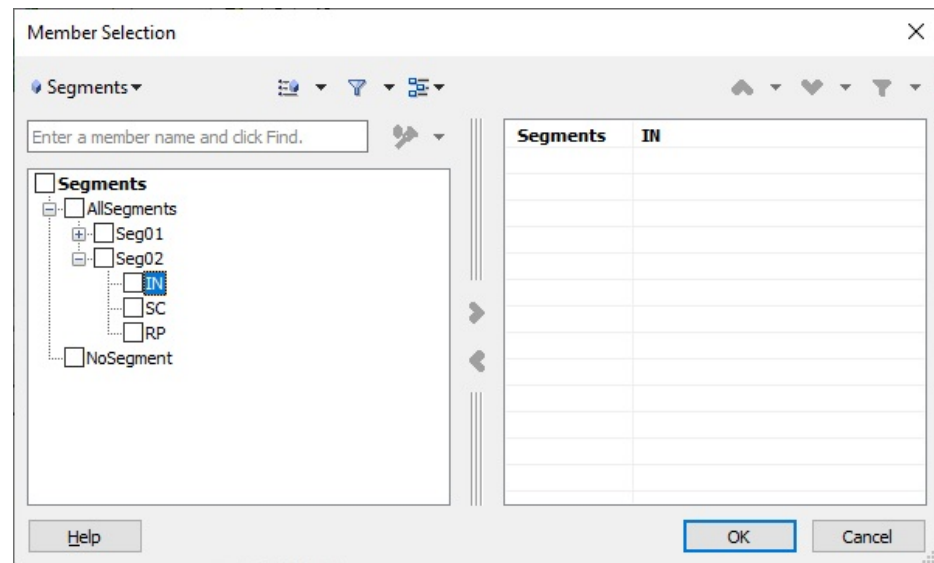 Member Selection
Segments
Enter a member name and click Find.
Segments
AllSegments
Seg01
Seg02
IN
SC
RP
NoSegment
Segments IN
Help
OK
Cancel